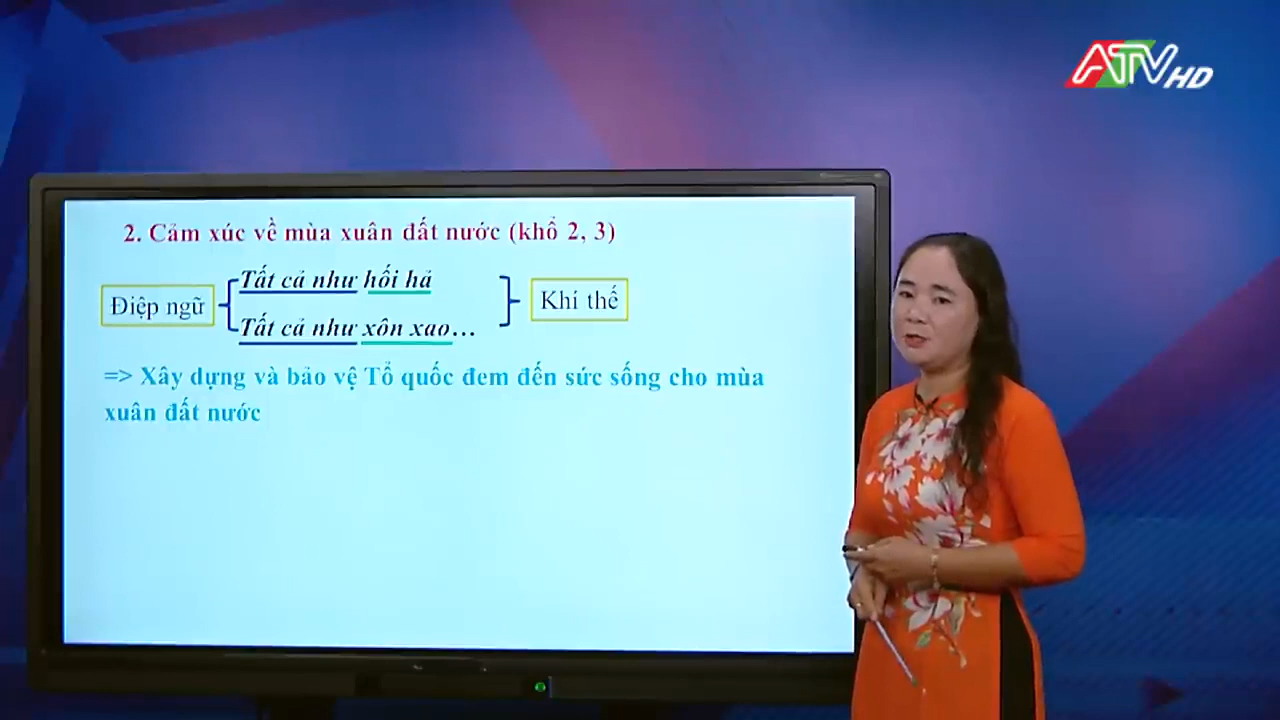 ATV HD
2. Cảm xúc về mùa xuân đất nước (khổ 2, 3)
Tất cả như hối hả
Điệp ngữ
Khí thế
Tất cả như xôn xao...
=> Xây dựng và bảo vệ Tổ quốc đem đến sức sống cho mùa
xuân đất nước